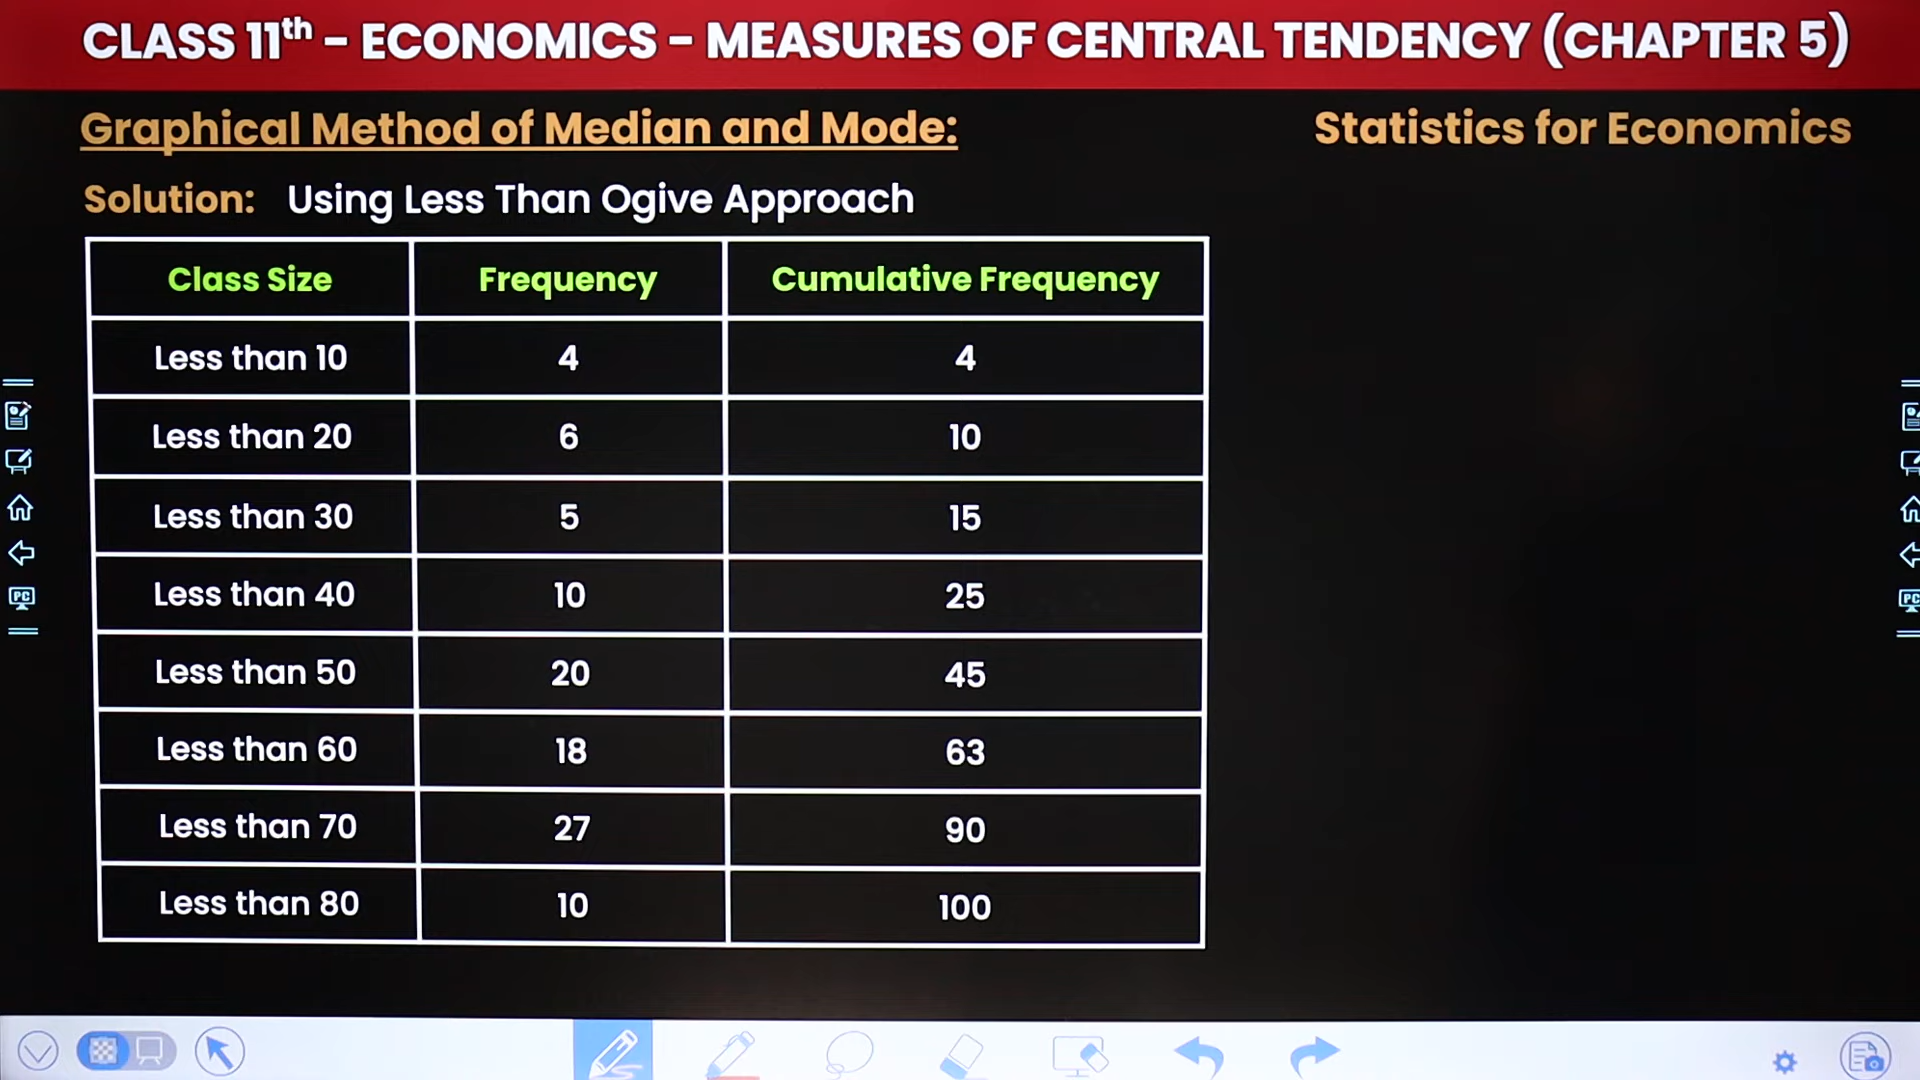 CLASS 11th - ECONOMICS - MEASURES OF CENTRAL TENDENCY (CHAPTER 5)
Graphical Method of Median and Mode: Statistics for Economics
Solution: Using Less Than Ogive Approach
Class Size Frequency Cumulative Frequency
Less than 10 4 4
Less than 20 6 10
Less than 30 5 15
Less than 40 10 25
Less than 50 20 45
Less than 60 18 63
Less than 70 27 90
Less than 80 10 100
PC
PC